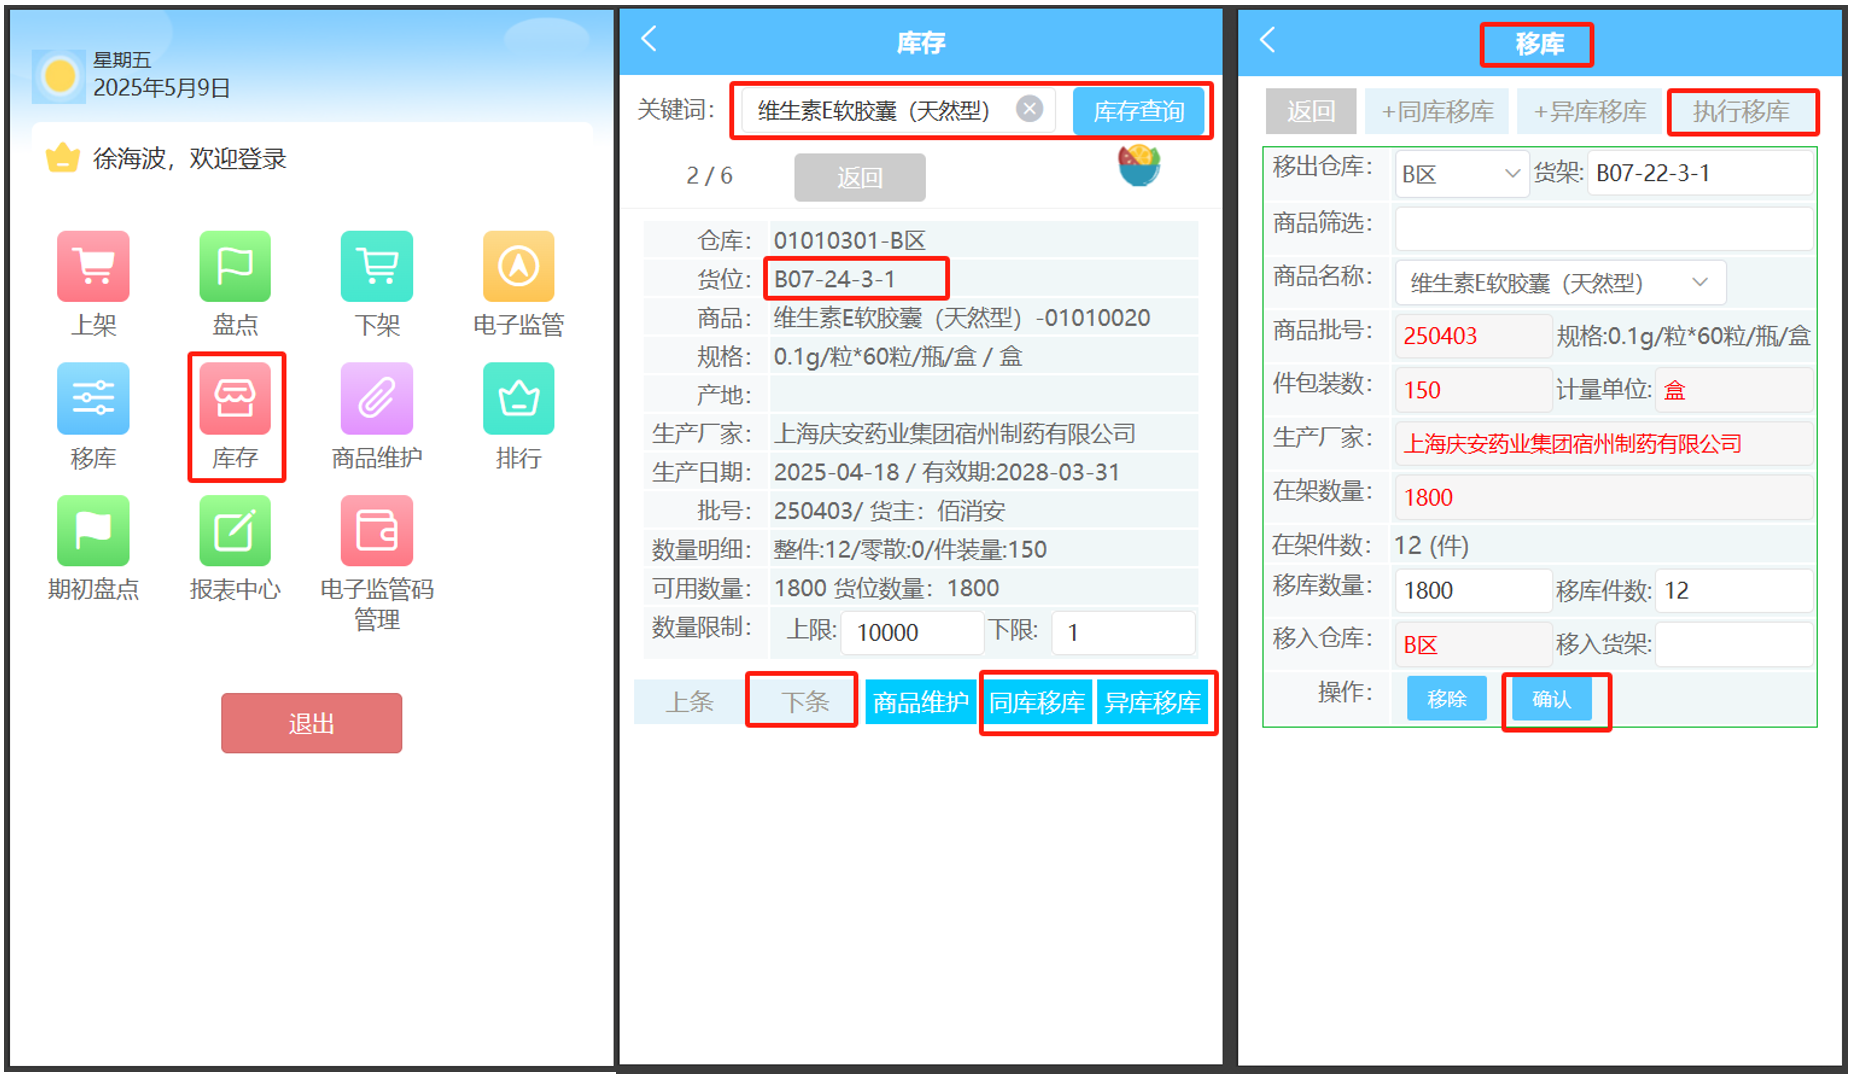 星期五
2025年5月9日
徐海波，欢迎登录
上架
盘点
下架
电子监管
移库
库存
商品维护
排行
期初盘点
报表中心
电子监管码
管理
退出
库存
关键词：
维生素E软胶囊（天然型）
库存查询
2 / 6
返回
仓库： 01010301-B区
货位： B07-24-3-1
商品： 维生素E软胶囊（天然型）-01010020
规格： 0.1g/粒*60粒/瓶/盒 / 盒
产地：
生产厂家： 上海庆安药业集团宿州制药有限公司
生产日期： 2025-04-18 / 有效期:2028-03-31
批号： 250403/ 货主：佰消安
数量明细： 整件:12/零散:0/件装量:150
可用数量： 1800 货位数量：1800
数量限制： 上限: 10000 下限: 1
上条 下条 商品维护 同库移库 异库移库
移库
返回 +同库移库 +异库移库 执行移库
移出仓库： B区 货架: B07-22-3-1
商品筛选：
商品名称： 维生素E软胶囊（天然型）
商品批号： 250403 规格:0.1g/粒*60粒/瓶/盒
件包装数： 150 计量单位: 盒
生产厂家： 上海庆安药业集团宿州制药有限公司
在架数量： 1800
在架件数： 12 (件)
移库数量： 1800 移库件数: 12
移入仓库： B区 移入货架:
操作： 移除 确认